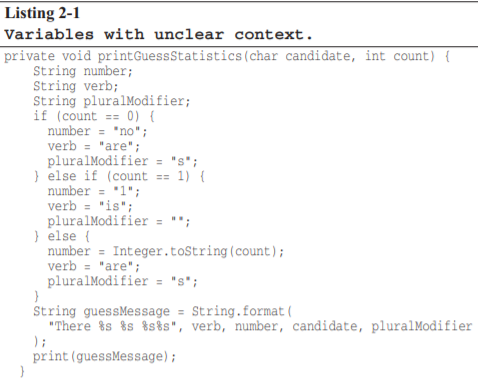 Listing 2-1
Variables with unclear context.
private void printGuessStatistics(char candidate, int count) {
    String number;
    String verb;
    String pluralModifier;
    if (count == 0) {
      number = "no";
      verb = "are";
      pluralModifier = "s";
    } else if (count == 1) {
      number = "1";
      verb = "is";
      pluralModifier = "";
    } else {
      number = Integer.toString(count);
      verb = "are";
      pluralModifier = "s";
    }
    String guessMessage = String.format(
      "There %s %s %s%s", verb, number, candidate, pluralModifier
    );
    print(guessMessage);
  }